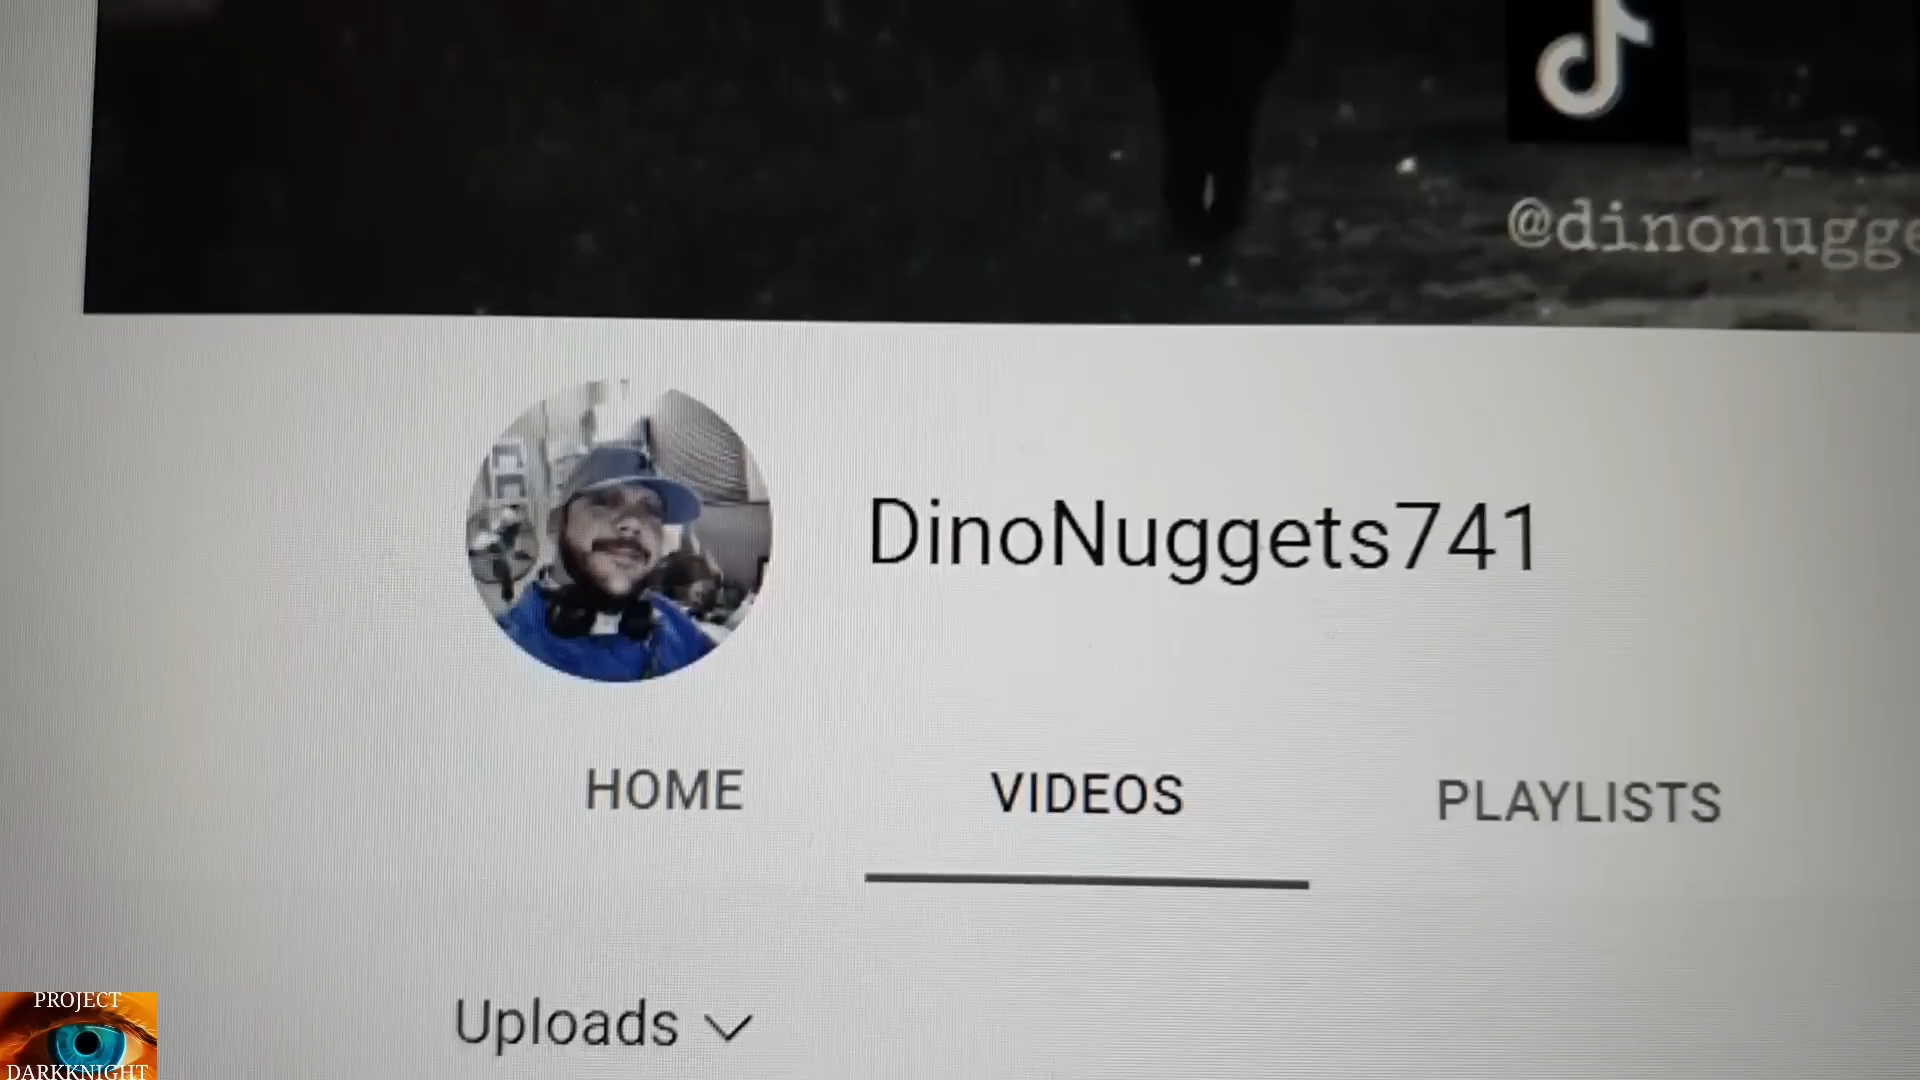 @dinonugge
DinoNuggets741
HOME VIDEOS PLAYLISTS
Uploads
PROJECT
DARKKNIGHT